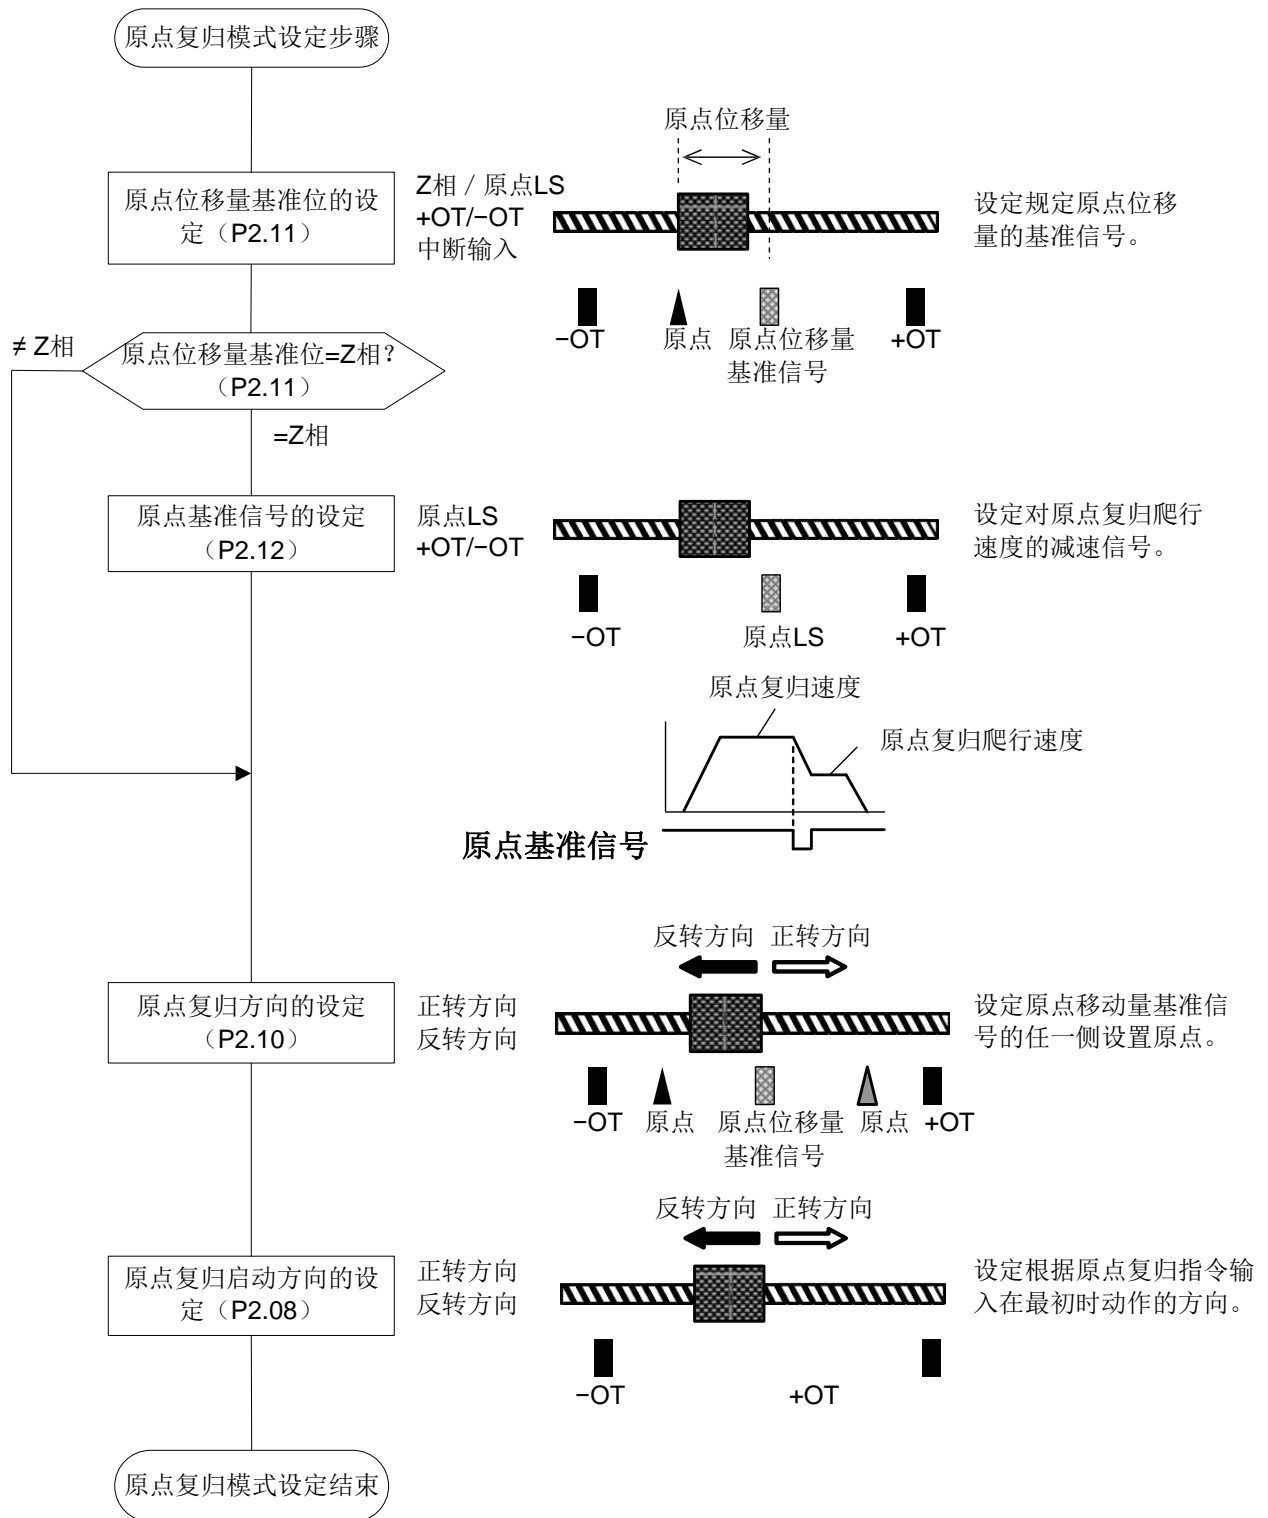 原点复归模式设定步骤
原点位移量
原点位移量基准位的设
定（P2.11）
Z相 / 原点LS
+OT/−OT
中断输入
设定规定原点位移
量的基准信号。
−OT
原点
原点位移量
基准信号
+OT
≠ Z相
原点位移量基准位=Z相?
（P2.11）
=Z相
原点基准信号的设定
（P2.12）
原点LS
+OT/−OT
设定对原点复归爬行
速度的减速信号。
−OT
原点LS
+OT
原点复归速度
原点复归爬行速度
原点基准信号
反转方向 正转方向
原点复归方向的设定
（P2.10）
正转方向
反转方向
设定原点移动量基准信
号的任一侧设置原点。
−OT
原点
原点位移量
基准信号
原点
+OT
反转方向 正转方向
原点复归启动方向的设
定（P2.08）
正转方向
反转方向
设定根据原点复归指令输
入在最初时动作的方向。
−OT
+OT
原点复归模式设定结束